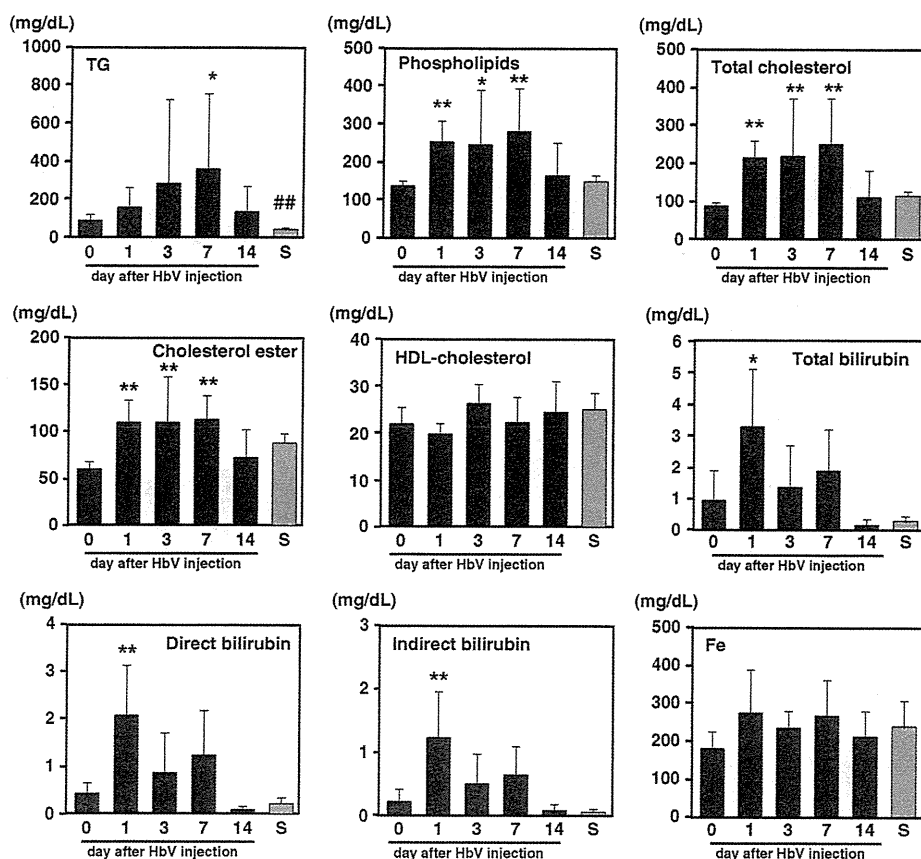 (mg/dL) (mg/dL) (mg/dL)
1000
800
600
400
200
0
TG
*
##
0 1 3 7 14 S
day after HbV injection
500
400
300
200
100
0
Phospholipids
** * **
0 1 3 7 14 S
day after HbV injection
500
400
300
200
100
0
Total cholesterol
** ** **
0 1 3 7 14 S
day after HbV injection
(mg/dL) (mg/dL) (mg/dL)
200
150
100
50
0
Cholesterol ester
** ** **
0 1 3 7 14 S
day after HbV injection
40
30
20
10
0
HDL-cholesterol
0 1 3 7 14 S
day after HbV injection
6
5
4
3
2
1
0
Total bilirubin
*
0 1 3 7 14 S
day after HbV injection
(mg/dL) (mg/dL) (mg/dL)
4
3
2
1
0
Direct bilirubin
**
0 1 3 7 14 S
day after HbV injection
3
2
1
0
Indirect bilirubin
**
0 1 3 7 14 S
day after HbV injection
500
400
300
200
100
0
Fe
0 1 3 7 14 S
day after HbV injection